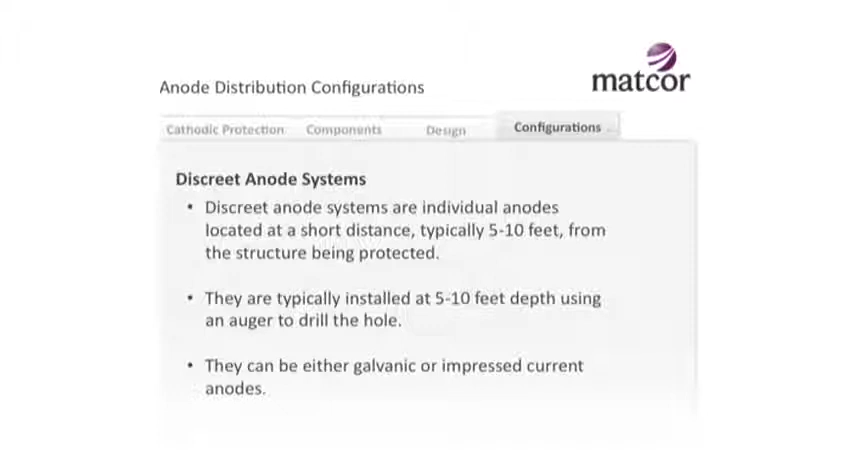 matcor
Anode Distribution Configurations
Cathodic Protection Components Design Configurations
Discreet Anode Systems
• Discreet anode systems are individual anodes
located at a short distance, typically 5-10 feet, from
the structure being protected.
• They are typically installed at 5-10 feet depth using
an auger to drill the hole.
• They can be either galvanic or impressed current
anodes.